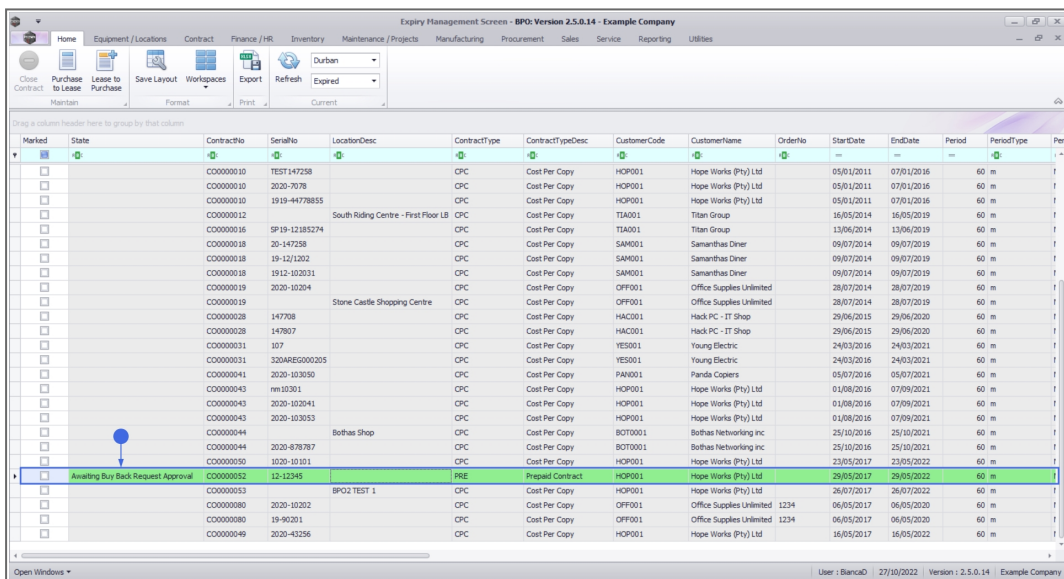 Expiry Management Screen - BPO: Version 2.5.0.14 - Example Company
Home Equipment / Locations Contract Finance / HR Inventory Maintenance / Projects Manufacturing Procurement Sales Service Reporting Utilities
Close Contract Purchase to Lease Lease to Purchase Save Layout Workspaces Export Refresh Durban
Expired
Maintain Format Print Current
Drag a column header here to group by that column
Marked State ContractNo SerialNo LocationDesc ContractType ContractTypeDesc CustomerCode CustomerName OrderNo StartDate EndDate Period PeriodType Per
CO0000010 TEST147258 CPC Cost Per Copy HOP001 Hope Works (Pty) Ltd 05/01/2011 07/01/2016 60 m
CO0000010 2020-7078 CPC Cost Per Copy HOP001 Hope Works (Pty) Ltd 05/01/2011 07/01/2016 60 m
CO0000010 1919-44778855 CPC Cost Per Copy HOP001 Hope Works (Pty) Ltd 05/01/2011 07/01/2016 60 m
CO0000012 South Riding Centre - First Floor LB CPC Cost Per Copy TIA001 Titan Group 16/05/2014 16/05/2019 60 m
CO0000016 SP19-12185274 CPC Cost Per Copy TIA001 Titan Group 13/06/2014 13/06/2019 60 m
CO0000018 20-147258 CPC Cost Per Copy SAM001 Samanthas Diner 09/07/2014 09/07/2019 60 m
CO0000018 19-12/1202 CPC Cost Per Copy SAM001 Samanthas Diner 09/07/2014 09/07/2019 60 m
CO0000018 1912-102031 CPC Cost Per Copy SAM001 Samanthas Diner 09/07/2014 09/07/2019 60 m
CO0000019 2020-10204 CPC Cost Per Copy OFF001 Office Supplies Unlimited 28/07/2014 28/07/2019 60 m
CO0000019 Stone Castle Shopping Centre CPC Cost Per Copy OFF001 Office Supplies Unlimited 28/07/2014 28/07/2019 60 m
CO0000028 147708 CPC Cost Per Copy HAC001 Hack PC - IT Shop 29/06/2015 29/06/2020 60 m
CO0000028 147807 CPC Cost Per Copy HAC001 Hack PC - IT Shop 29/06/2015 29/06/2020 60 m
CO0000031 107 CPC Cost Per Copy YES001 Young Electric 24/03/2016 24/03/2021 60 m
CO0000031 320AREG000205 CPC Cost Per Copy YES001 Young Electric 24/03/2016 24/03/2021 60 m
CO0000041 2020-103050 CPC Cost Per Copy PAN001 Panda Copiers 05/07/2016 05/07/2021 60 m
CO0000043 nm10301 CPC Cost Per Copy HOP001 Hope Works (Pty) Ltd 01/08/2016 07/09/2021 60 m
CO0000043 2020-102041 CPC Cost Per Copy HOP001 Hope Works (Pty) Ltd 01/08/2016 07/09/2021 60 m
CO0000043 2020-103053 CPC Cost Per Copy HOP001 Hope Works (Pty) Ltd 01/08/2016 07/09/2021 60 m
CO0000044 Bothas Shop CPC Cost Per Copy BOT0001 Bothas Networking inc 25/10/2016 25/10/2021 60 m
CO0000044 2020-878787 CPC Cost Per Copy BOT0001 Bothas Networking inc 25/10/2016 25/10/2021 60 m
CO0000050 1020-10101 CPC Cost Per Copy HOP001 Hope Works (Pty) Ltd 23/05/2017 23/05/2022 60 m
Awaiting Buy Back Request Approval CO0000052 12-12345 PRE Prepaid Contract HOP001 Hope Works (Pty) Ltd 29/05/2017 29/05/2022 60 m
CO0000053 BPO2 TEST 1 CPC Cost Per Copy HOP001 Hope Works (Pty) Ltd 26/07/2017 26/07/2022 60 m
CO0000080 2020-10202 CPC Cost Per Copy OFF001 Office Supplies Unlimited 1234 06/05/2017 06/05/2020 60 m
CO0000080 19-90201 CPC Cost Per Copy OFF001 Office Supplies Unlimited 1234 06/05/2017 06/05/2020 60 m
CO0000049 2020-43256 CPC Cost Per Copy HOP001 Hope Works (Pty) Ltd 16/05/2017 16/05/2022 60 m
Open Windows User : BiancaD 27/10/2022 Version : 2.5.0.14 Example Company